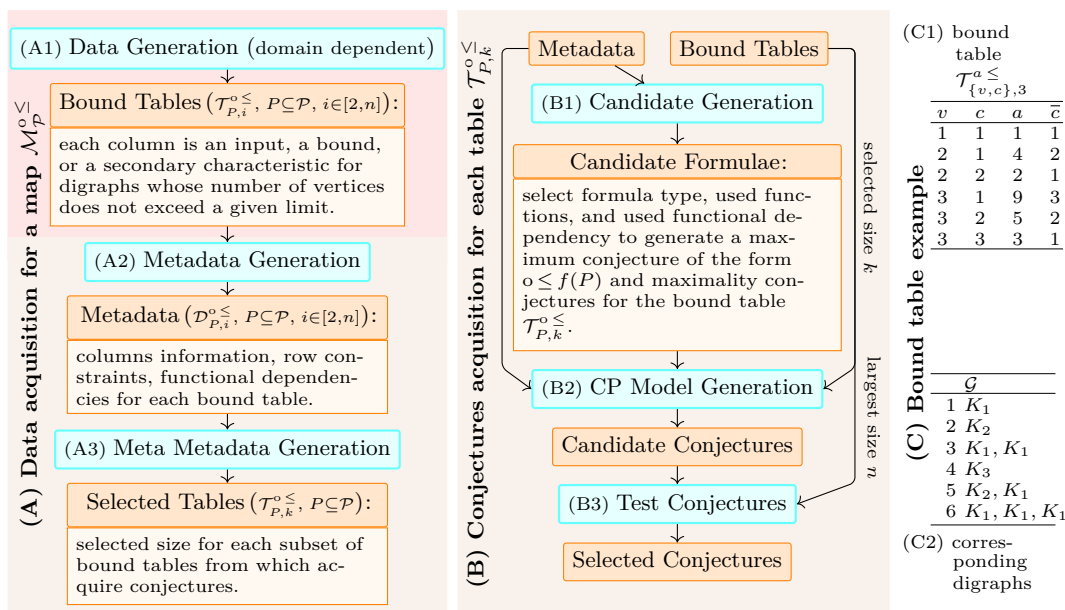 (A) Data acquisition for a map ℳ_𝒫^{o ≤}
(A1) Data Generation (domain dependent)
Bound Tables (𝒯_{P,i}^{o ≤}, P⊆𝒫, i∈[2,n]):
each column is an input, a bound,
or a secondary characteristic for
digraphs whose number of vertices
does not exceed a given limit.
(A2) Metadata Generation
Metadata (𝒟_{P,i}^{o ≤}, P⊆𝒫, i∈[2,n]):
columns information, row con-
straints, functional dependen-
cies for each bound table.
(A3) Meta Metadata Generation
Selected Tables (𝒯_{P,k}^{o ≤}, P⊆𝒫):
selected size for each subset of
bound tables from which ac-
quire conjectures.
(B) Conjectures acquisition for each table 𝒯_{P,k}^{o ≤}
Metadata
Bound Tables
(B1) Candidate Generation
Candidate Formulae:
select formula type, used func-
tions, and used functional de-
pendency to generate a max-
imum conjecture of the form
o ≤ f(P) and maximality con-
jectures for the bound table
𝒯_{P,k}^{o ≤}.
selected size k
(B2) CP Model Generation
largest size n
Candidate Conjectures
(B3) Test Conjectures
Selected Conjectures
(C) Bound table example
(C1) bound
table
𝒯_{{v,c},3}^{a ≤}
v c a c̅
1 1 1 1
2 1 4 2
2 2 2 1
3 1 9 3
3 2 5 2
3 3 3 1
𝒢
1 K₁
2 K₂
3 K₁, K₁
4 K₃
5 K₂, K₁
6 K₁, K₁, K₁
(C2) corres-
ponding
digraphs